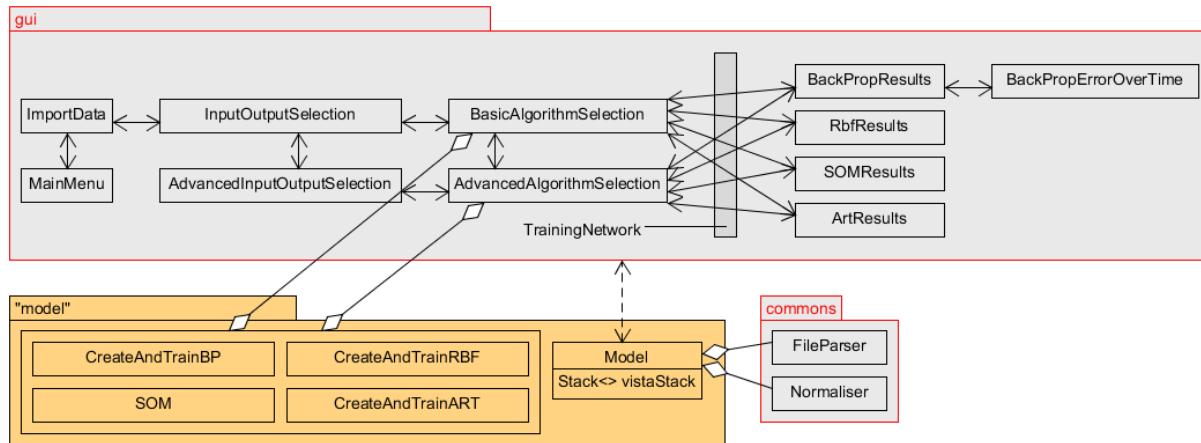 gui
ImportData
InputOutputSelection
BasicAlgorithmSelection
BackPropResults
BackPropErrorOverTime
RbfResults
MainMenu
AdvancedInputOutputSelection
AdvancedAlgorithmSelection
SOMResults
ArtResults
TrainingNetwork
"model"
commons
CreateAndTrainBP
CreateAndTrainRBF
Model
FileParser
Stack<> vistaStack
SOM
CreateAndTrainART
Normaliser